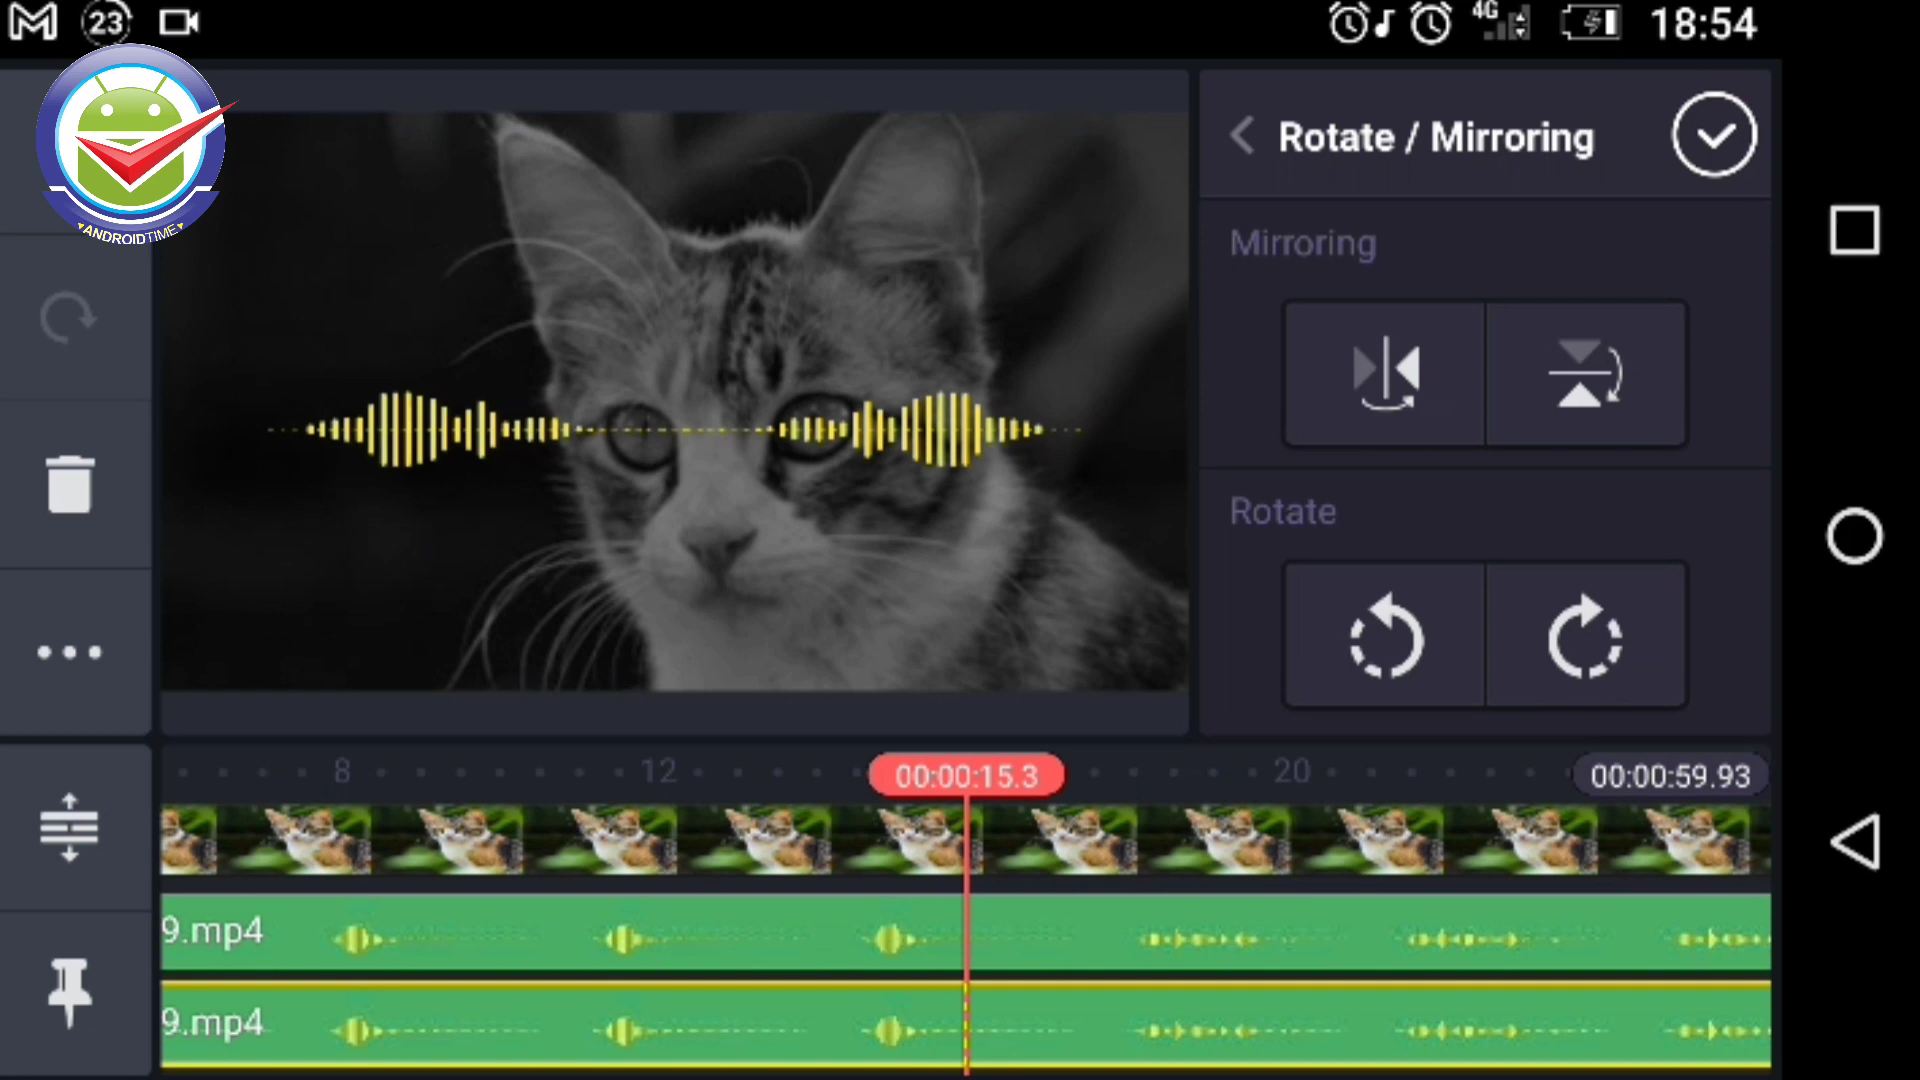 23
4G
18:54
ANDROIDTIME
Rotate / Mirroring
Mirroring
Rotate
8
12
00:00:15.3
20
00:00:59.93
9.mp4
9.mp4